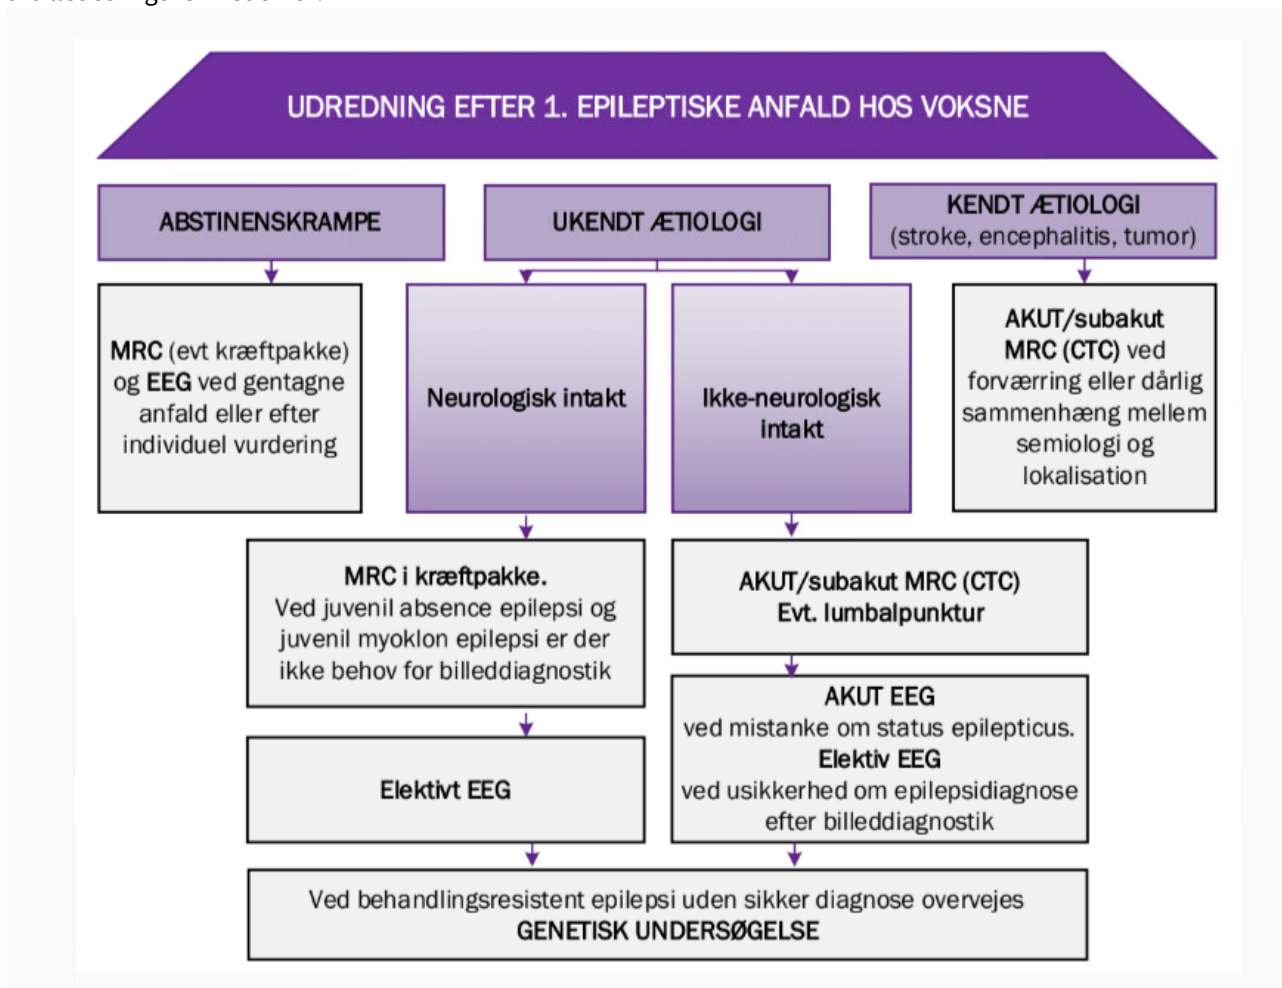 UDREDNING EFTER 1. EPILEPTISKE ANFALD HOS VOKSNE
ABSTINENSKRAMPE
UKENDT ÆTIOLOGI
KENDT ÆTIOLOGI
(stroke, encephalitis, tumor)
MRC (evt kræftpakke)
og EEG ved gentagne
anfald eller efter
individuel vurdering
Neurologisk intakt
Ikke-neurologisk
intakt
AKUT/subakut
MRC (CTC) ved
forværring eller dårlig
sammenhæng mellem
semiologi og
lokalisation
MRC i kræftpakke.
Ved juvenil absence epilepsi og
juvenil myoklon epilepsi er der
ikke behov for billeddiagnostik
AKUT/subakut MRC (CTC)
Evt. lumbalpunktur
Elektivt EEG
AKUT EEG
ved mistanke om status epilepticus.
Elektiv EEG
ved usikkerhed om epilepsidiagnose
efter billeddiagnostik
Ved behandlingsresistent epilepsi uden sikker diagnose overvejes
GENETISK UNDERSØGELSE